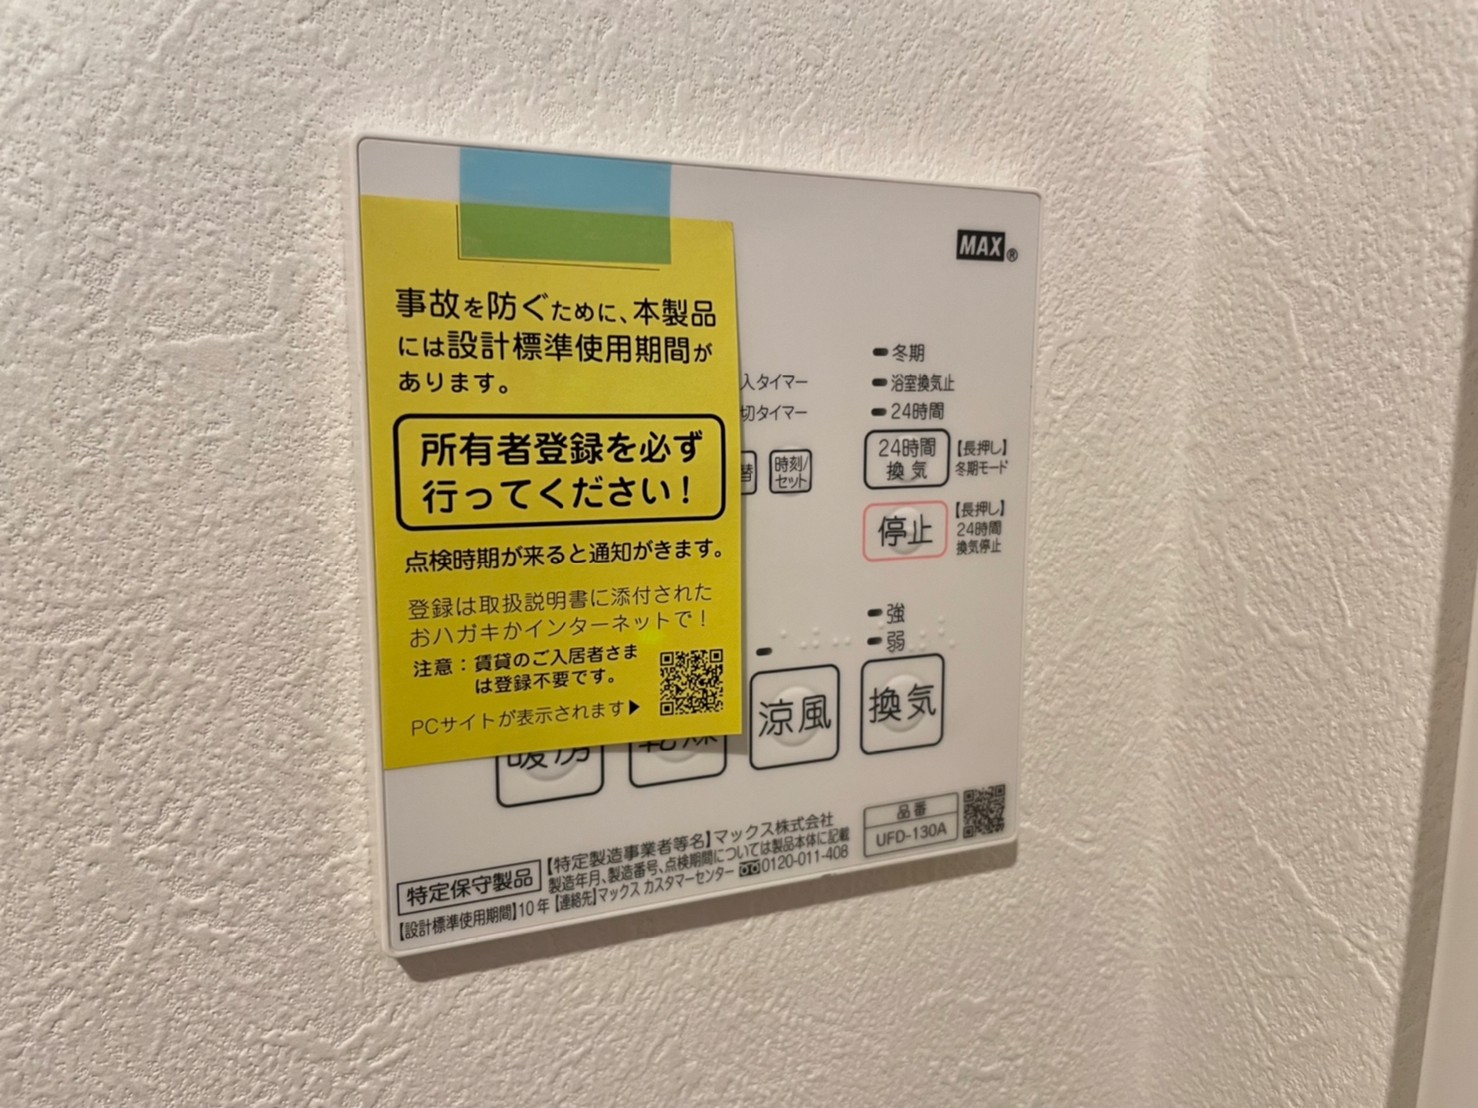 MAX®
事故を防ぐために、本製品
には設計標準使用期間が
あります。
所有者登録を必ず
行ってください！
点検時期が来ると通知がきます。
登録は取扱説明書に添付された
おハガキかインターネットで！
注意：賃貸のご入居者さま
は登録不要です。
PCサイトが表示されます▶
入タイマー
切タイマー
替
時刻/
セット
冬期
浴室換気止
24時間
24時間
換気
【長押し】
冬期モード
停止
【長押し】
24時間
換気停止
強
弱
暖房
乾燥
涼風
換気
特定保守製品
【特定製造事業者等名】マックス株式会社
製造年月、製造番号、点検期間については製品本体に記載
【設計標準使用期間】10年【連絡先】マックス カスタマーセンター 0120-011-408
品番
UFD-130A